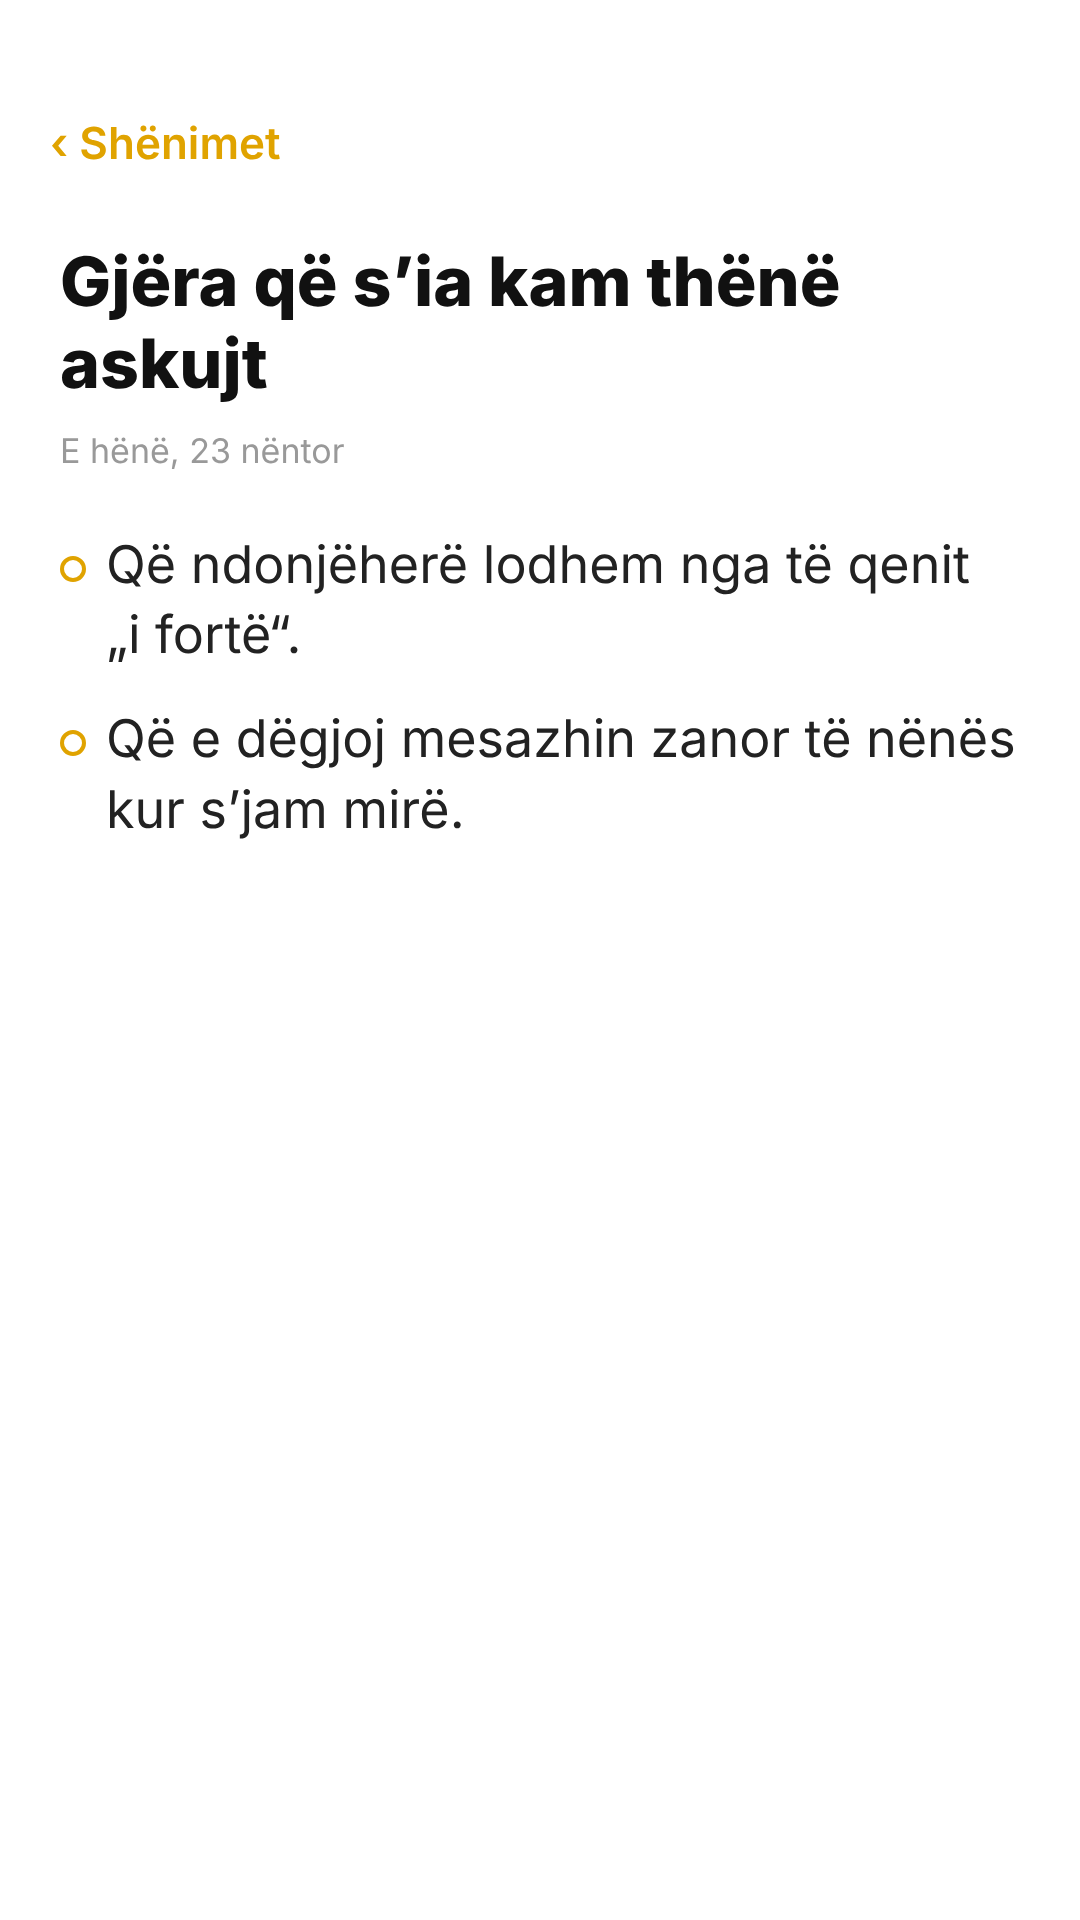 ‹ Shënimet
Gjëra që s’ia kam thënë
askujt
E hënë, 23 nëntor
Që ndonjëherë lodhem nga të qenit
„i fortë“.
Që e dëgjoj mesazhin zanor të nënës
kur s’jam mirë.